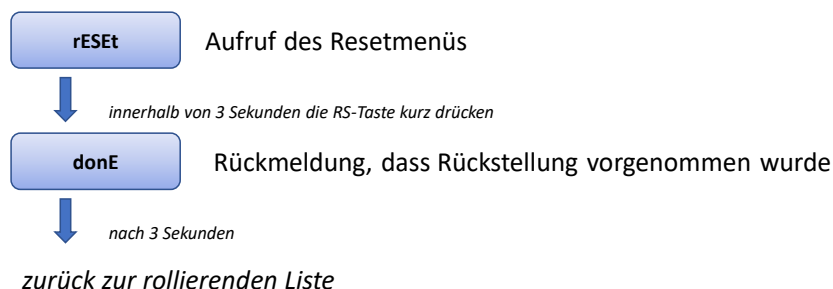 rESEt Aufruf des Resetmenüs
innerhalb von 3 Sekunden die RS-Taste kurz drücken
donE Rückmeldung, dass Rückstellung vorgenommen wurde
nach 3 Sekunden
zurück zur rollierenden Liste